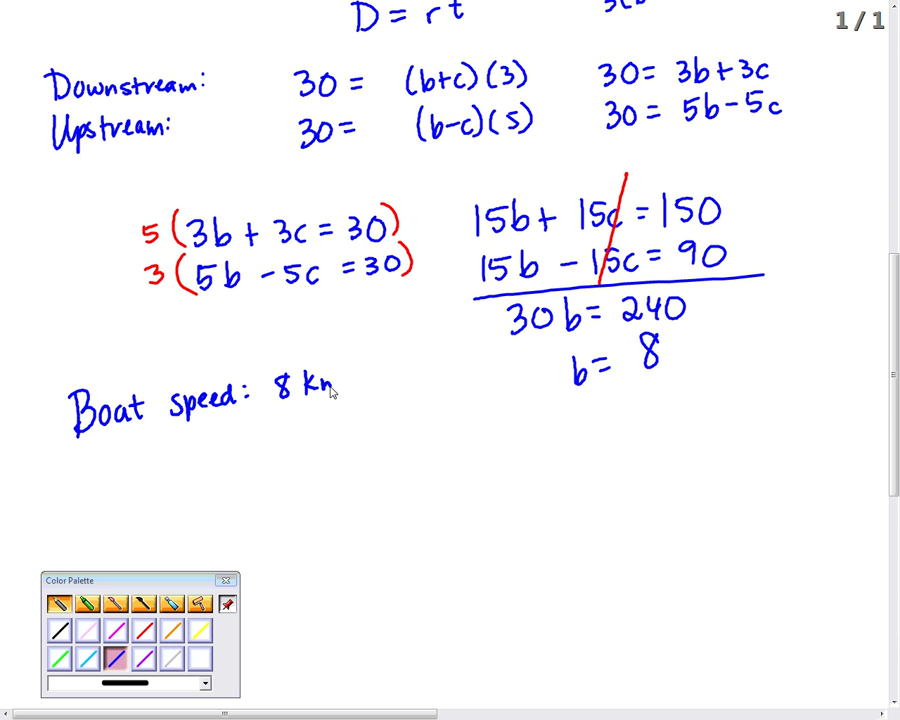 D = rt
1 / 1
Downstream: 30 = (b+c)(3) 30 = 3b+3c
Upstream: 30 = (b-c)(5) 30 = 5b-5c
5(3b + 3c = 30)
3(5b - 5c = 30)
15b + 15c = 150
15b - 15c = 90
30b = 240
b = 8
Boat speed: 8 km
Color Palette